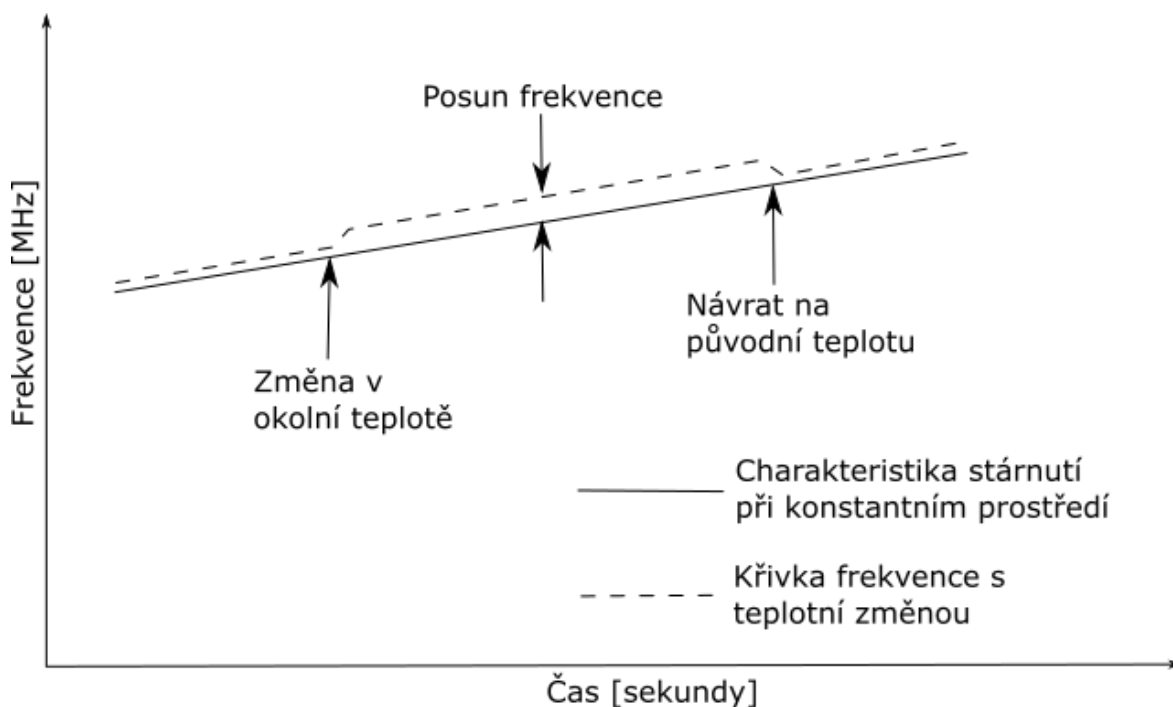 Posun frekvence
Frekvence [MHz]
Návrat na
původní teplotu
Změna v
okolní teplotě
Charakteristika stárnutí
při konstantním prostředí
Křivka frekvence s
teplotní změnou
Čas [sekundy]